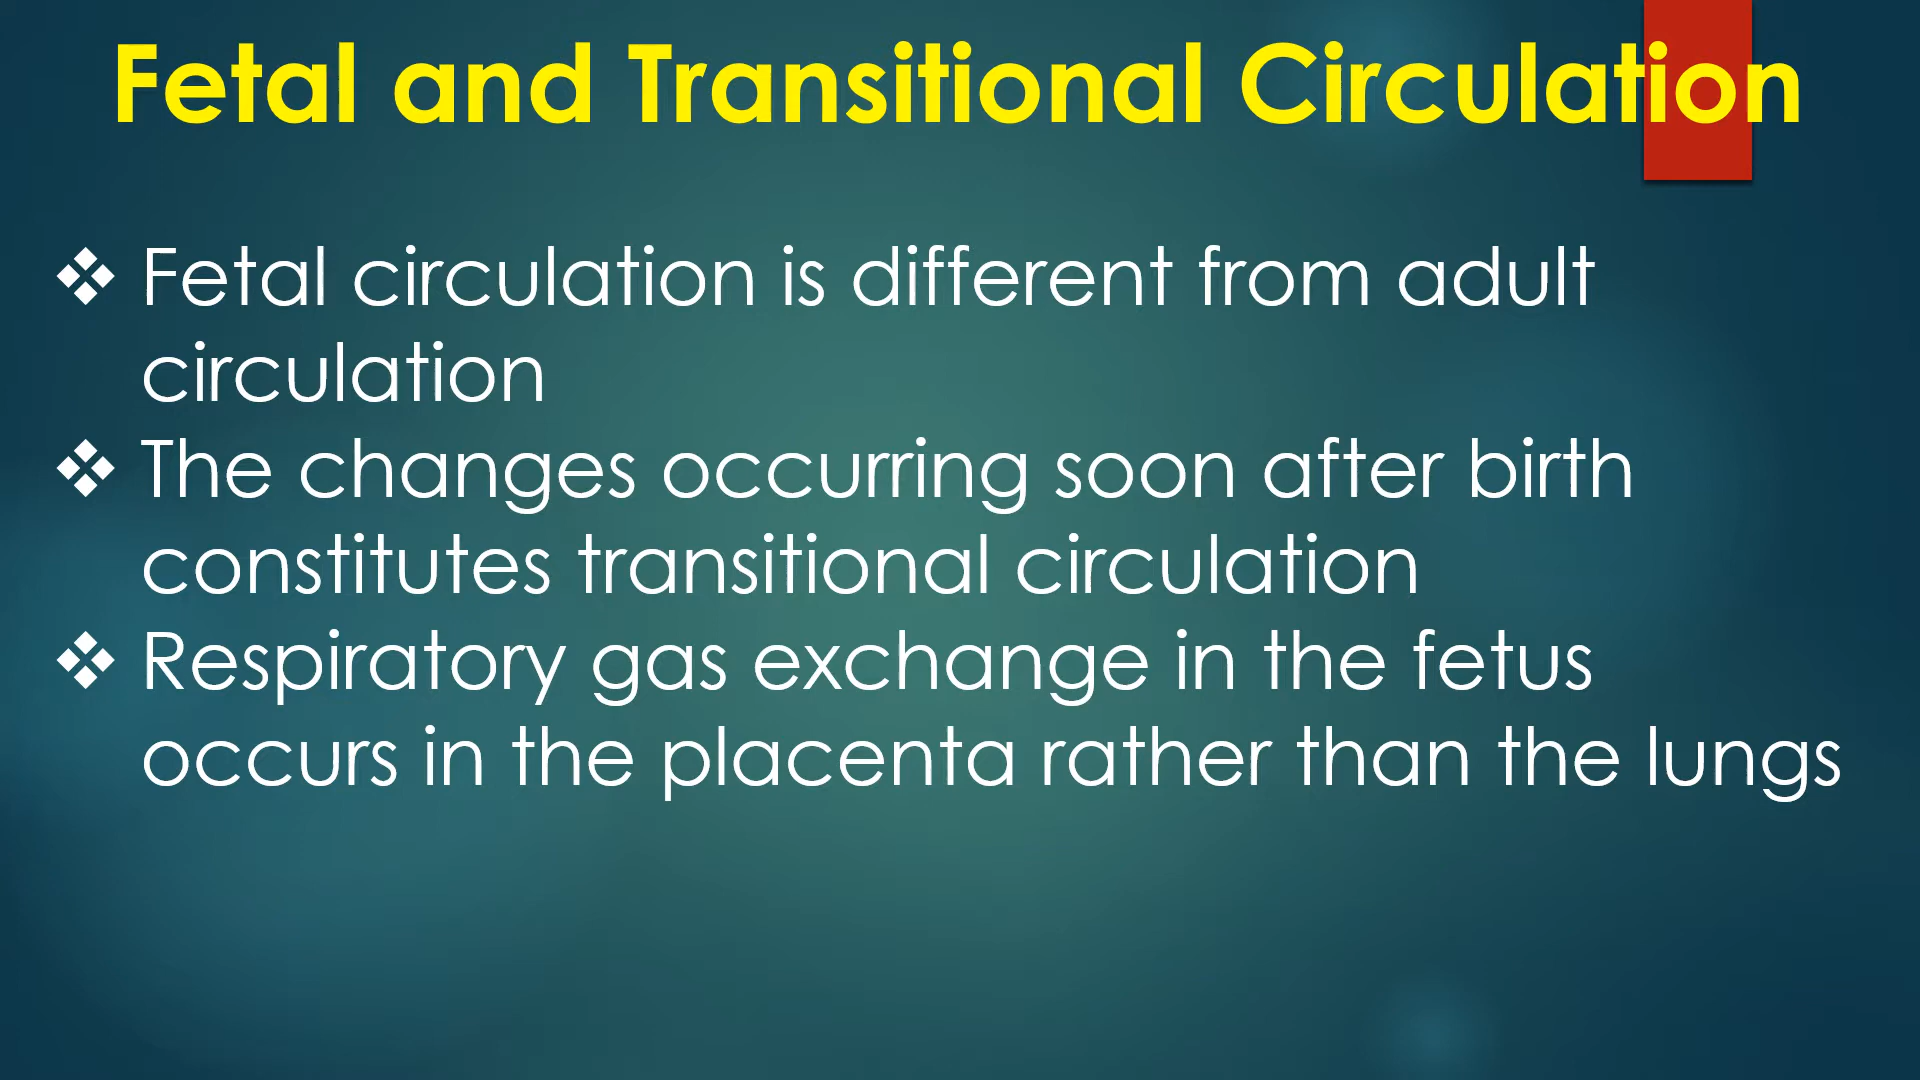 Fetal and Transitional Circulation
❖ Fetal circulation is different from adult
circulation
❖ The changes occurring soon after birth
constitutes transitional circulation
❖ Respiratory gas exchange in the fetus
occurs in the placenta rather than the lungs